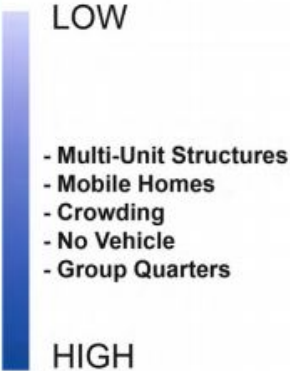 LOW
- Multi-Unit Structures
- Mobile Homes
- Crowding
- No Vehicle
- Group Quarters
HIGH